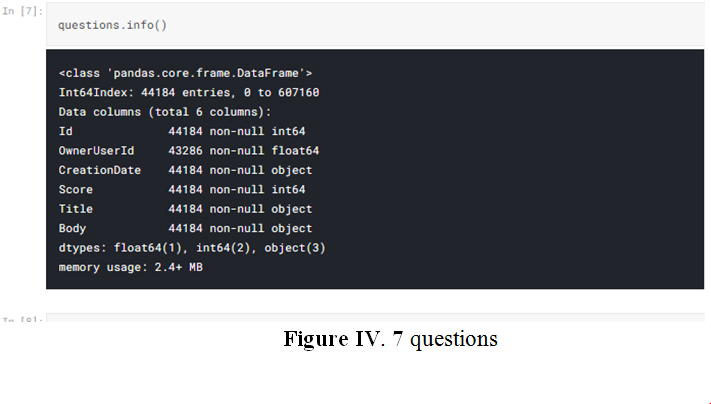 In [7]:
questions.info()
<class 'pandas.core.frame.DataFrame'>
Int64Index: 44184 entries, 0 to 607160
Data columns (total 6 columns):
Id 44184 non-null int64
OwnerUserId 43286 non-null float64
CreationDate 44184 non-null object
Score 44184 non-null int64
Title 44184 non-null object
Body 44184 non-null object
dtypes: float64(1), int64(2), object(3)
memory usage: 2.4+ MB
In [8]:
Figure IV. 7 questions